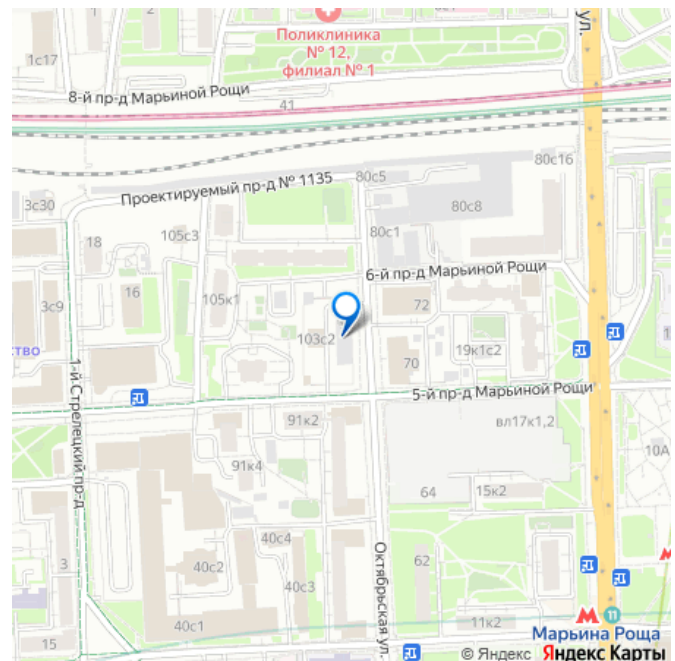 1с17
Поликлиника
№ 12,
филиал № 1
ул.
8-й пр-д Марьиной Рощи
41
Проектируемый пр-д № 1135
80с5
80с16
3с30
18
105с3
80с1
80с8
6-й пр-д Марьиной Рощи
16
105к1
3с9
72
103с2
тво
19к1с2
70
1-й Стрелецкий пр-д
5-й пр-д Марьиной Рощи
91к2
вл17к1,2
91к4
10А
64
15к2
Октябрьская ул.
40с4
62
3
40с2
40с3
40с1
11к2
11
15
Марьина Роща
© Яндекс Яндекс Карты